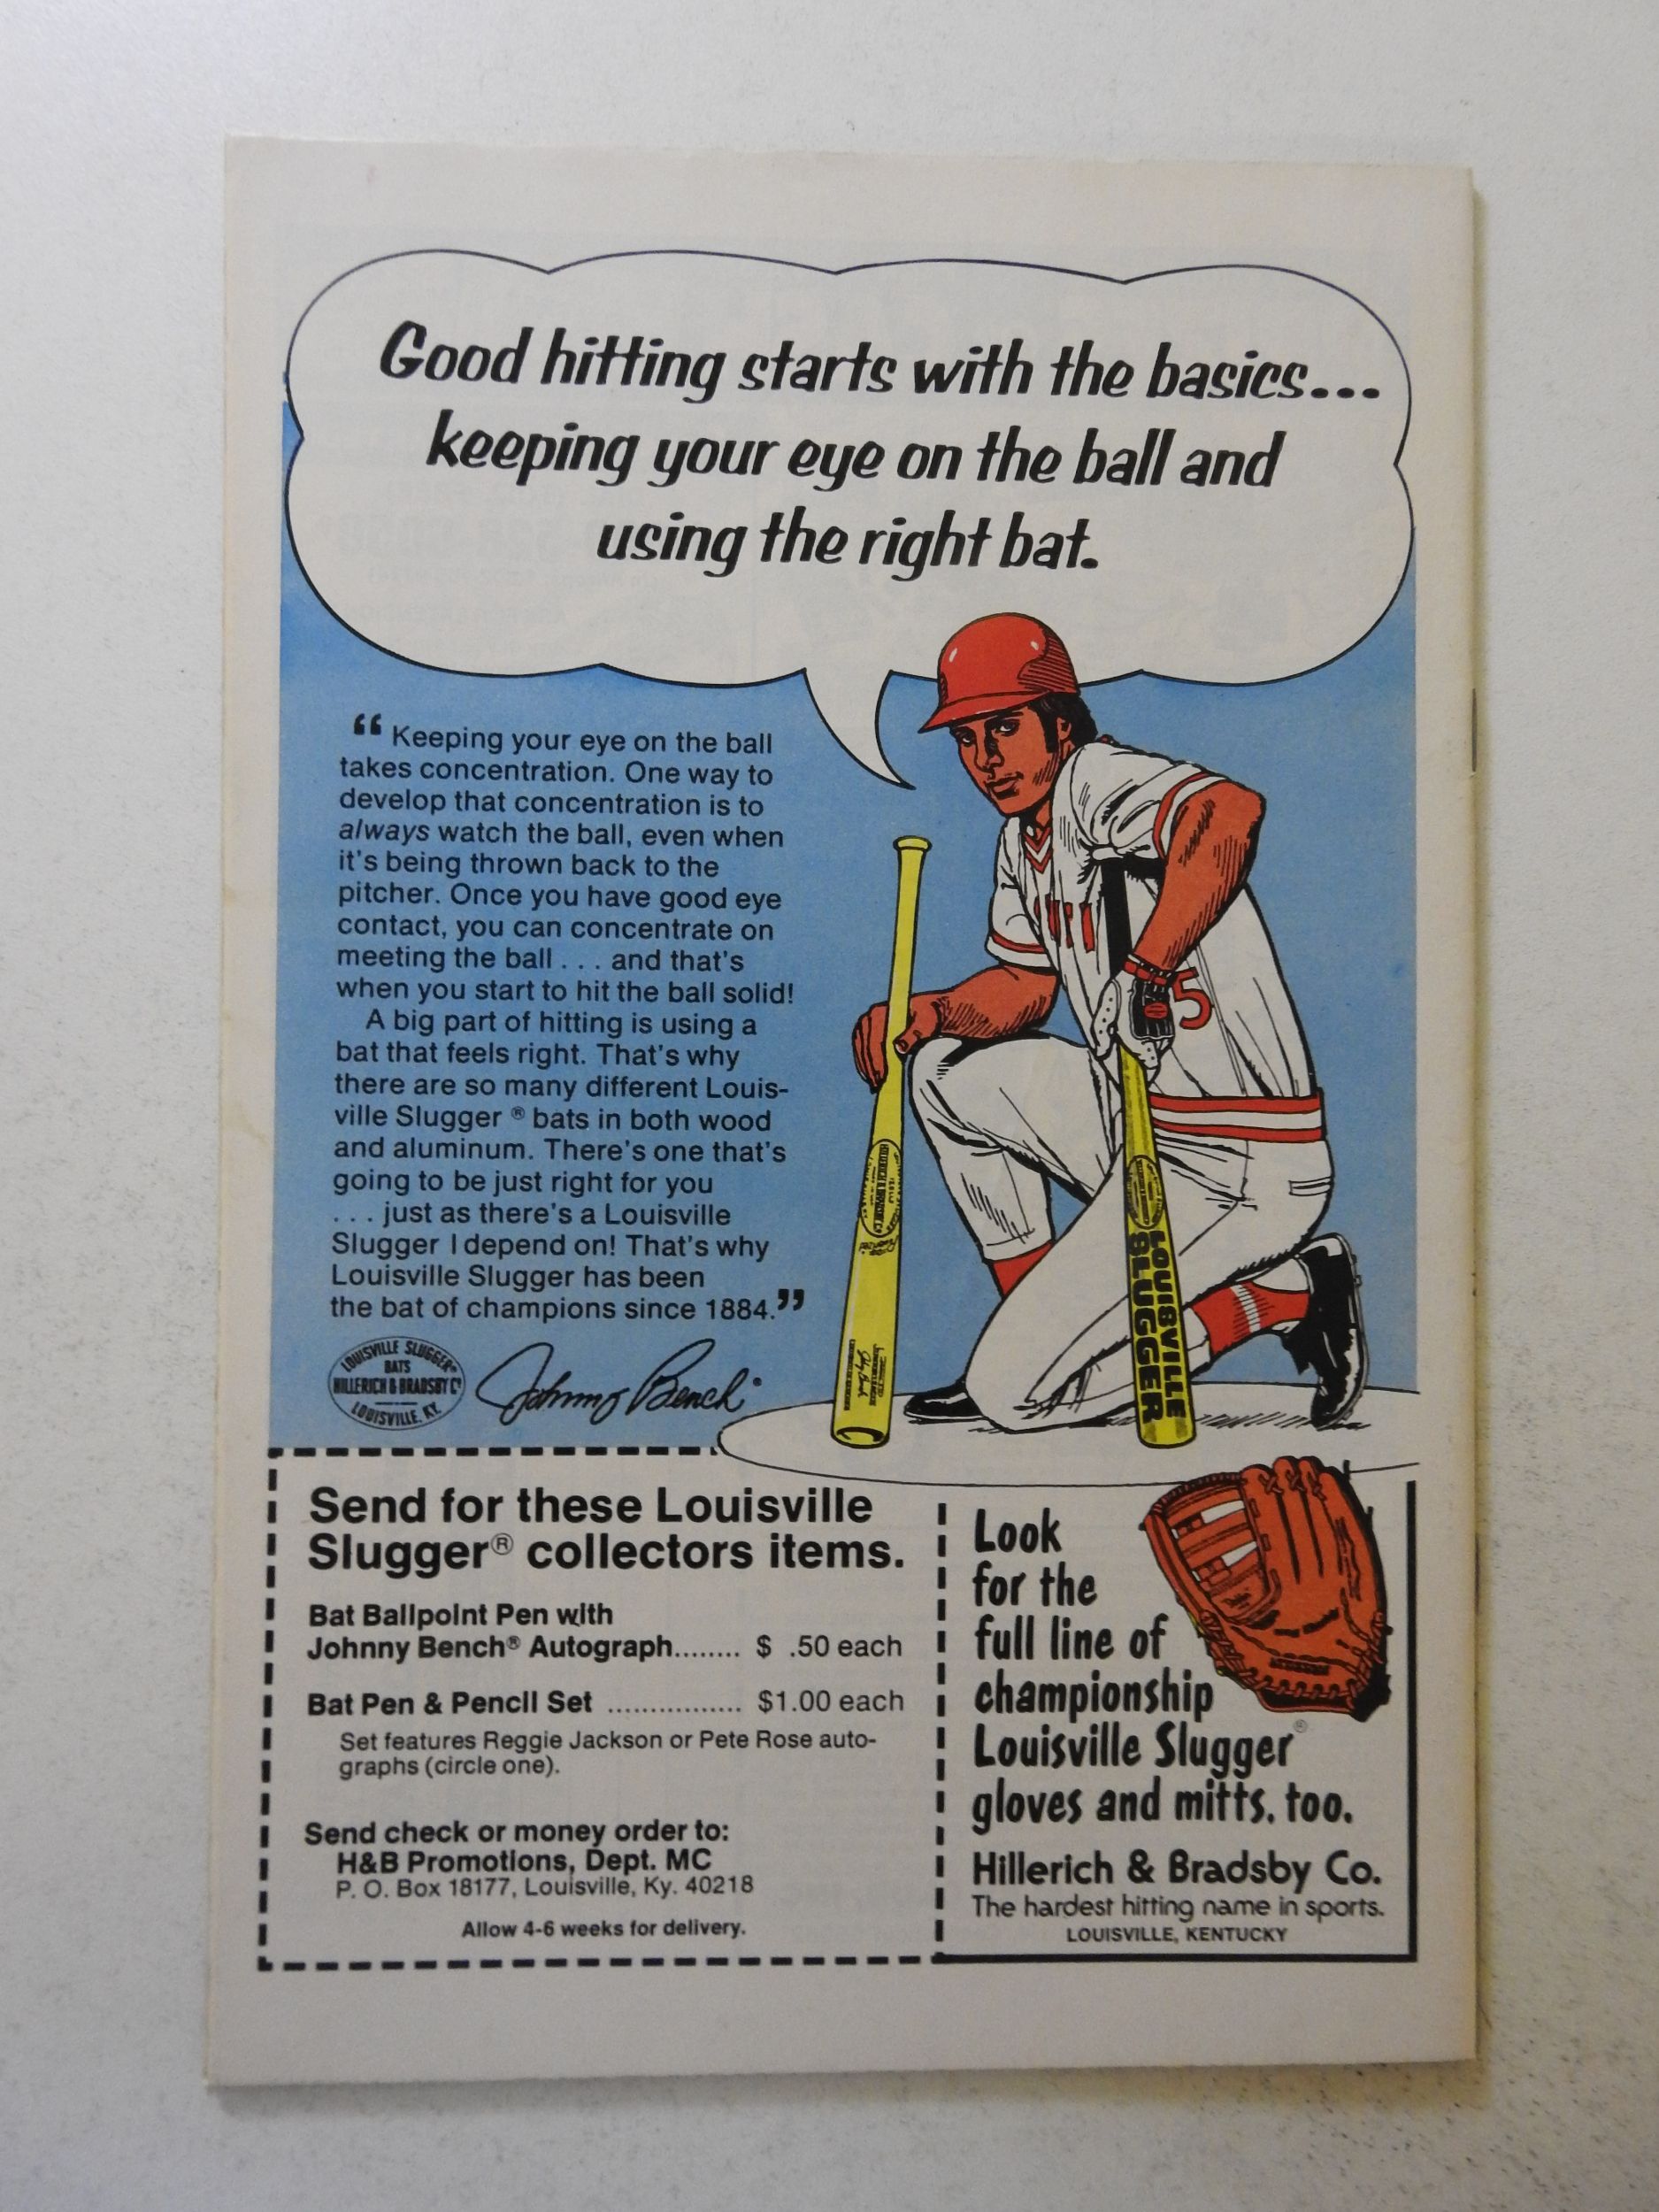 Good hitting starts with the basics...
keeping your eye on the ball and
using the right bat.
“Keeping your eye on the ball
takes concentration. One way to
develop that concentration is to
always watch the ball, even when
it's being thrown back to the
pitcher. Once you have good eye
contact, you can concentrate on
meeting the ball . . . and that's
when you start to hit the ball solid!
A big part of hitting is using a
bat that feels right. That's why
there are so many different Louis-
ville Slugger ® bats in both wood
and aluminum. There's one that's
going to be just right for you
. . . just as there's a Louisville
Slugger I depend on! That's why
Louisville Slugger has been
the bat of champions since 1884.”
LOUISVILLE SLUGGER®
BATS
HILLERICH & BRADSBY Co
LOUISVILLE, KY.
Johnny Bench
5
LOUISVILLE
SLUGGER
Send for these Louisville
Slugger® collectors items.
Bat Ballpoint Pen with
Johnny Bench® Autograph........ $ .50 each
Bat Pen & Pencil Set ................ $1.00 each
Set features Reggie Jackson or Pete Rose auto-
graphs (circle one).
Send check or money order to:
H&B Promotions, Dept. MC
P. O. Box 18177, Louisville, Ky. 40218
Allow 4-6 weeks for delivery.
Look
for the
full line of
championship
Louisville Slugger®
gloves and mitts, too.
Hillerich & Bradsby Co.
The hardest hitting name in sports.
LOUISVILLE, KENTUCKY